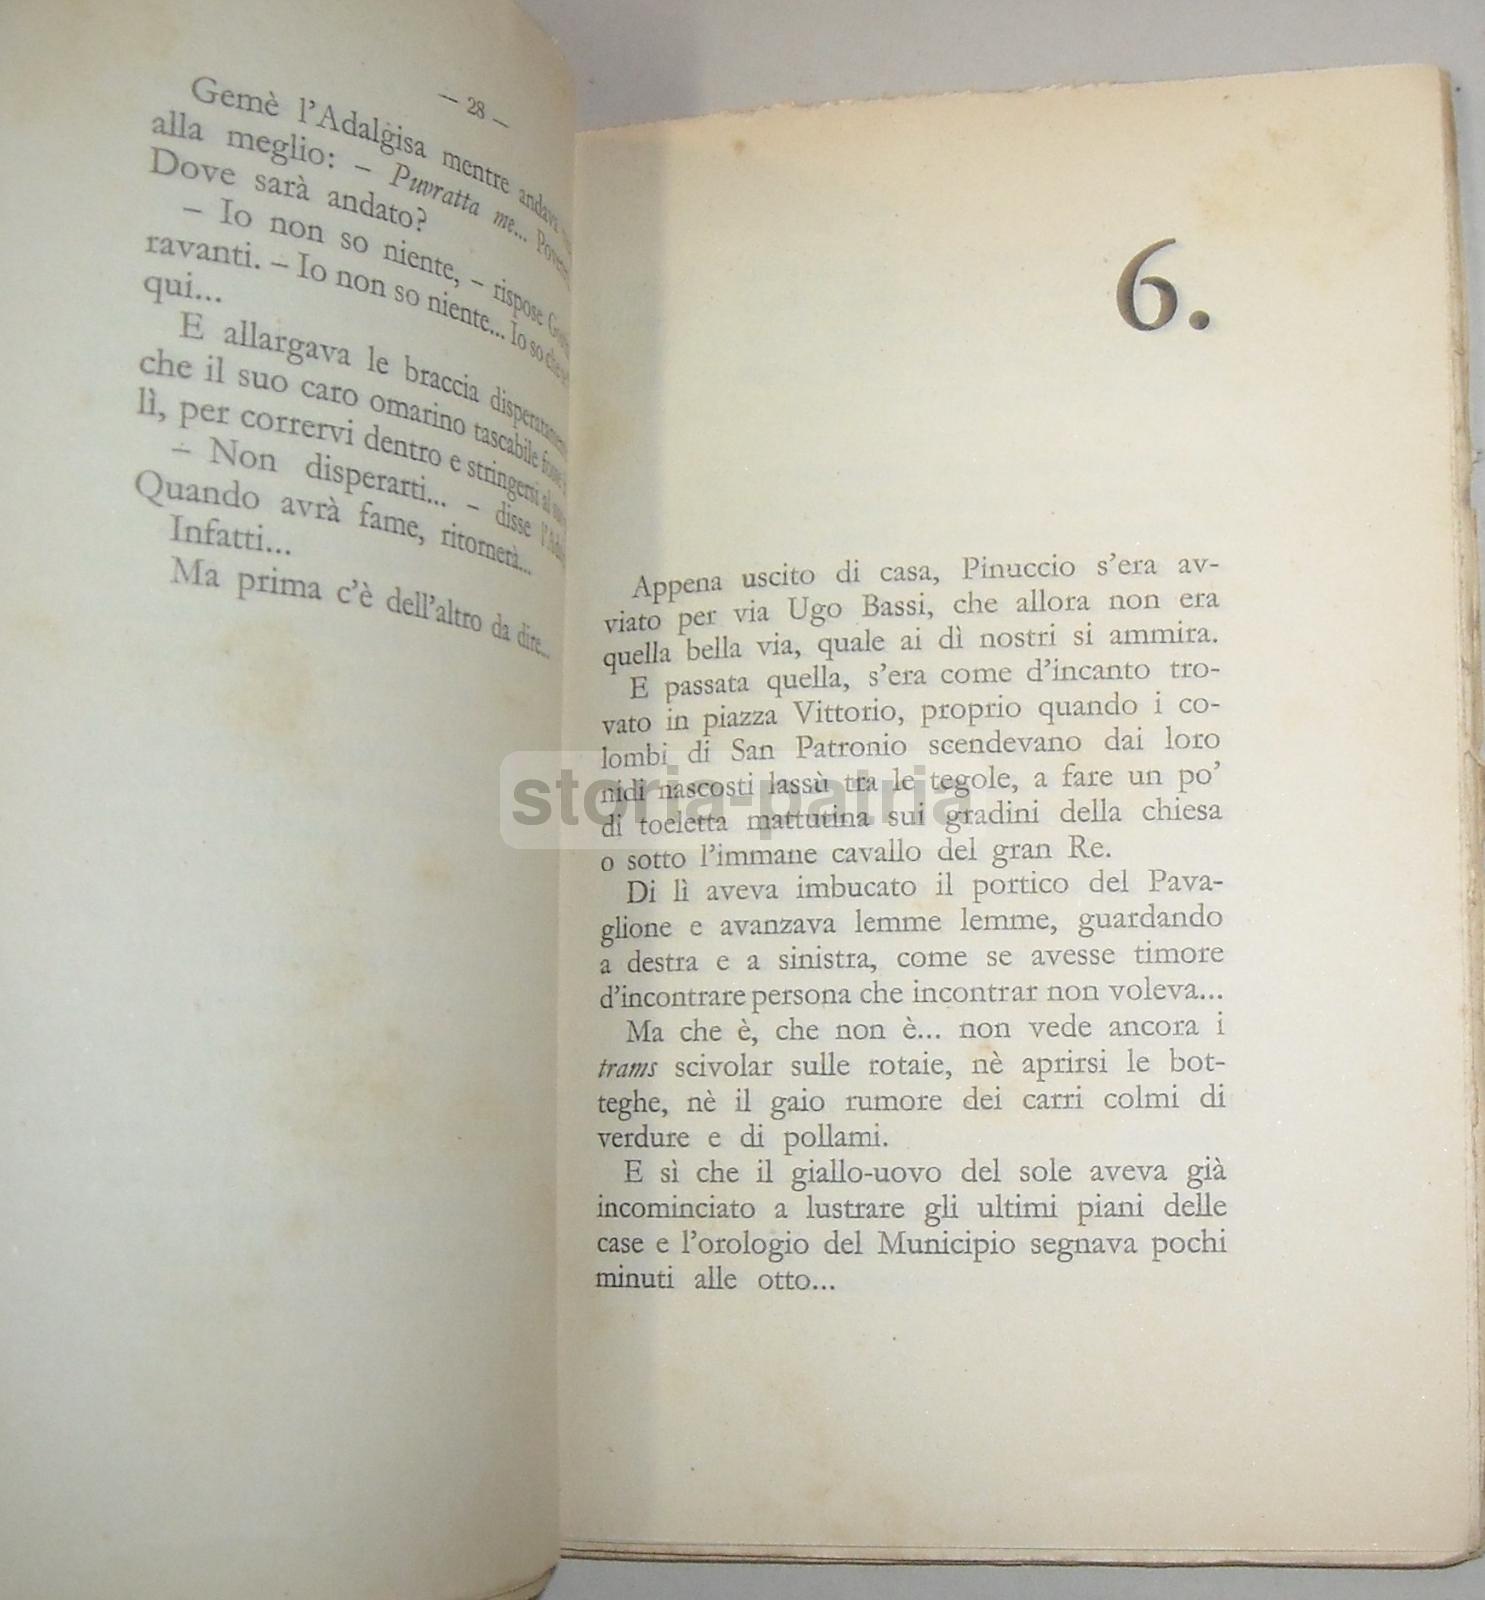 — 28 —
Gemè l'Adalgisa mentre andava
alla meglio: – Puvratta me...
Dove sarà andato?
– Io non so niente, – rispose
ravanti. – Io non so niente... Io so che
qui...
E allargava le braccia
che il suo caro omarino tascabile
lì, per corrervi dentro e stringersi al
– Non disperarti... – disse
Quando avrà fame, ritornerà...
Infatti...
Ma prima c'è dell'altro da dire...
6.
Appena uscito di casa, Pinuccio s'era av-
viato per via Ugo Bassi, che allora non era
quella bella via, quale ai dì nostri si ammira.
E passata quella, s'era come d'incanto tro-
vato in piazza Vittorio, proprio quando i co-
lombi di San Patronio scendevano dai loro
nidi nascosti lassù tra le tegole, a fare un po'
di toeletta mattutina sui gradini della chiesa
o sotto l'immane cavallo del gran Re.
Di lì aveva imbucato il portico del Pava-
glione e avanzava lemme lemme, guardando
a destra e a sinistra, come se avesse timore
d'incontrare persona che incontrar non voleva...
Ma che è, che non è... non vede ancora i
trams scivolar sulle rotaie, nè aprirsi le bot-
teghe, nè il gaio rumore dei carri colmi di
verdure e di pollami.
E sì che il giallo-uovo del sole aveva già
incominciato a lustrare gli ultimi piani delle
case e l'orologio del Municipio segnava pochi
minuti alle otto...
storia-patria